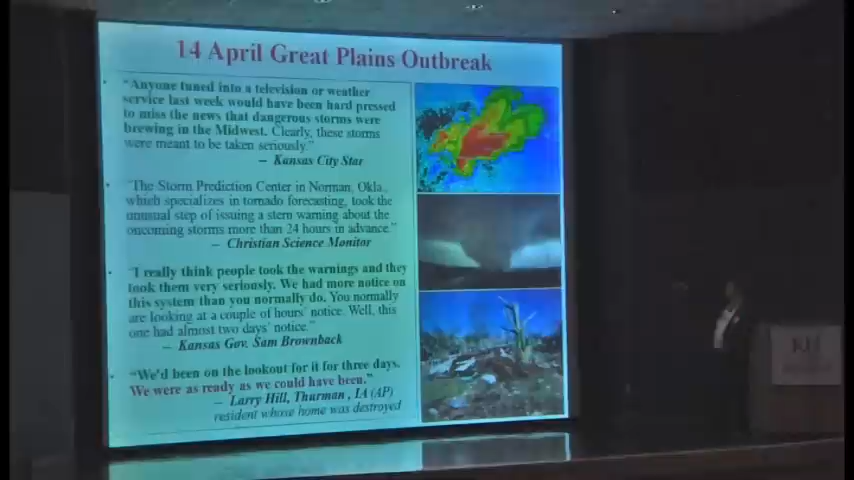 14 April Great Plains Outbreak
• "Anyone tuned into a television or weather
service last week would have been hard pressed
to miss the news that dangerous storms were
brewing in the Midwest. Clearly, these storms
were meant to be taken seriously."
– Kansas City Star
• "The Storm Prediction Center in Norman, Okla.,
which specializes in tornado forecasting, took the
unusual step of issuing a stern warning about the
oncoming storms more than 24 hours in advance."
– Christian Science Monitor
• "I really think people took the warnings and they
took them very seriously. We had more notice on
this system than you normally do. You normally
are looking at a couple of hours' notice. Well, this
one had almost two days' notice."
– Kansas Gov. Sam Brownback
• "We'd been on the lookout for it for three days.
We were as ready as we could have been."
– Larry Hill, Thurman, IA (AP)
resident whose home was destroyed